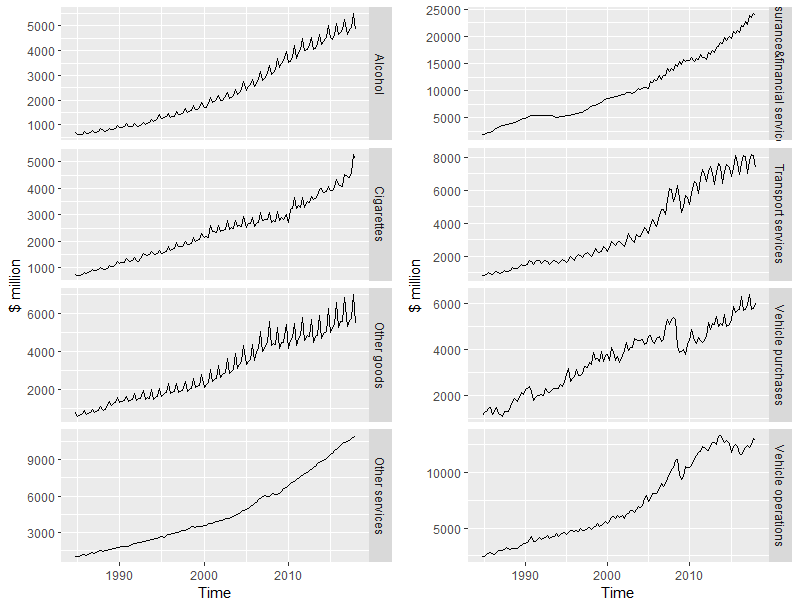 $ million
5000
4000
3000
2000
1000
Alcohol
5000
4000
3000
2000
1000
Cigarettes
6000
4000
2000
Other goods
9000
6000
3000
Other services
1990 2000 2010
Time
$ million
25000
20000
15000
10000
5000
surance&financial servic
8000
6000
4000
2000
Transport services
6000
4000
2000
Vehicle purchases
10000
5000
Vehicle operations
1990 2000 2010
Time